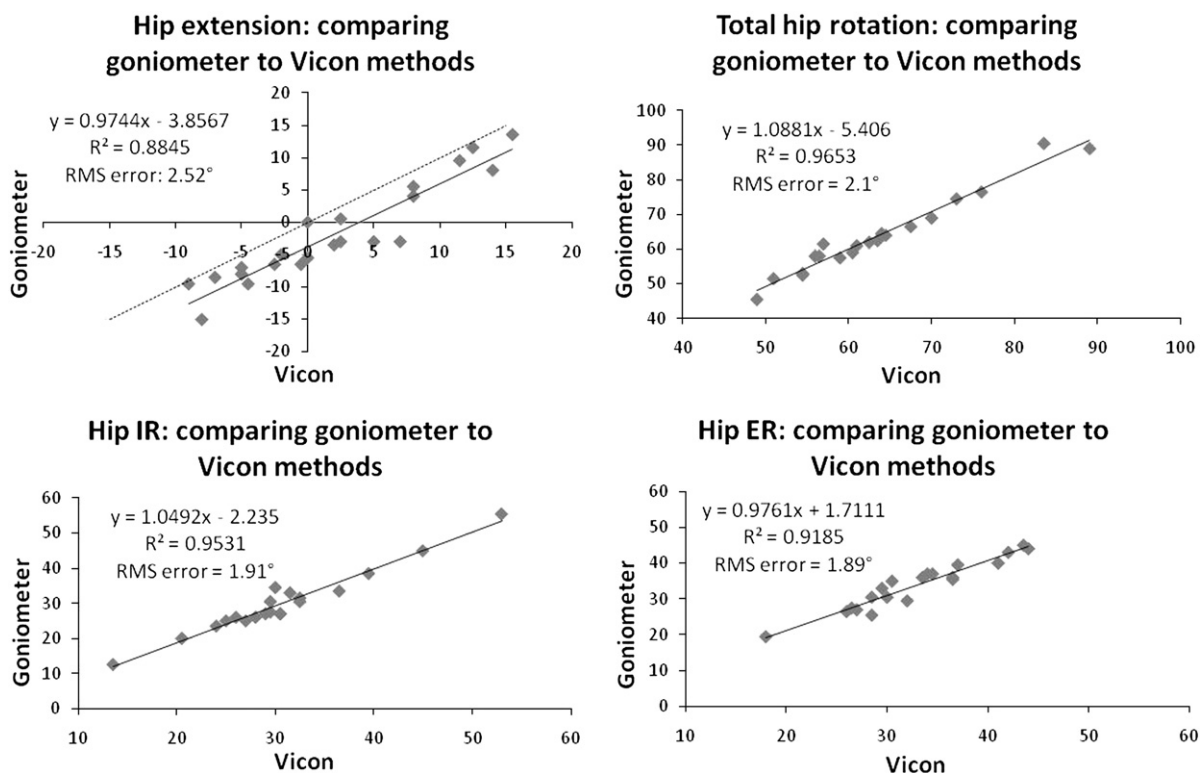 Hip extension: comparing
goniometer to Vicon methods
y = 0.9744x - 3.8567
R² = 0.8845
RMS error: 2.52°
20
15
10
5
0
-5
-10
-15
-20
-20
-15
-10
-5
0
5
10
15
20
Goniometer
Vicon
Total hip rotation: comparing
goniometer to Vicon methods
y = 1.0881x - 5.406
R² = 0.9653
RMS error = 2.1°
100
90
80
70
60
50
40
40
50
60
70
80
90
100
Goniometer
Vicon
Hip IR: comparing goniometer to
Vicon methods
y = 1.0492x - 2.235
R² = 0.9531
RMS error = 1.91°
60
50
40
30
20
10
0
10
20
30
40
50
60
Goniometer
Vicon
Hip ER: comparing goniometer to
Vicon methods
y = 0.9761x + 1.7111
R² = 0.9185
RMS error = 1.89°
60
50
40
30
20
10
0
10
20
30
40
50
60
Goniometer
Vicon